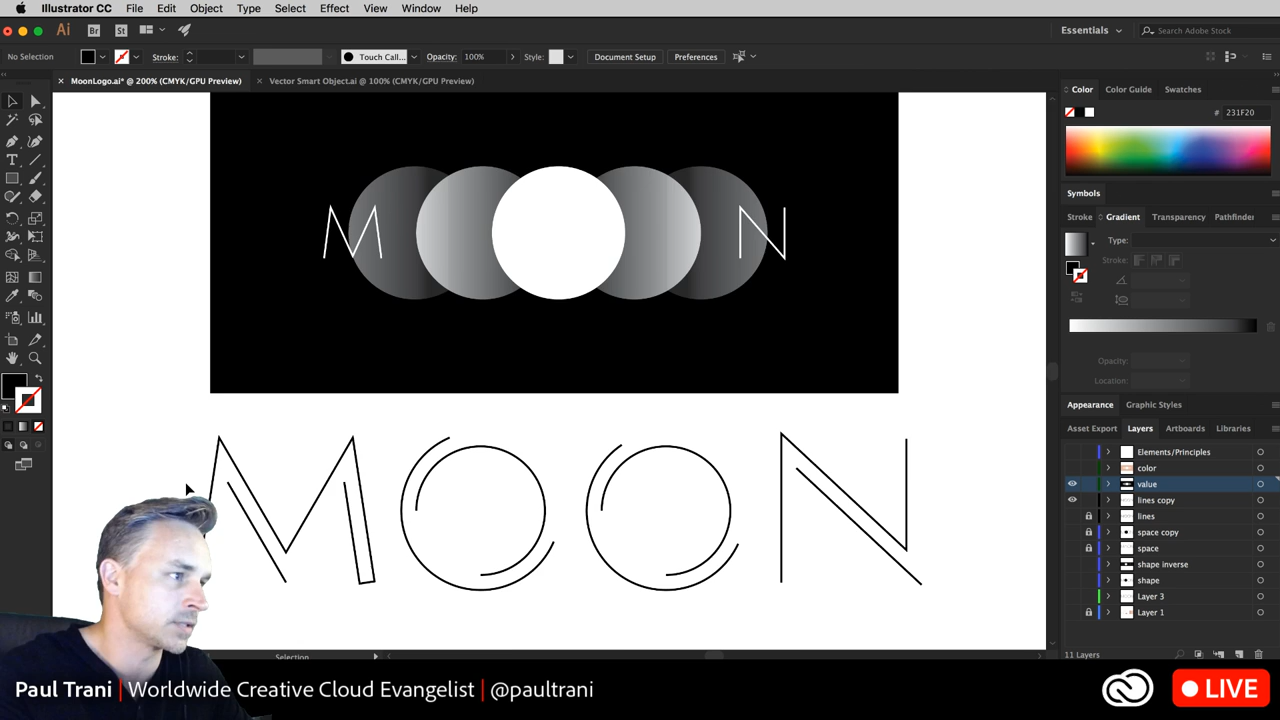 Illustrator CC File Edit Object Type Select Effect View Window Help
Ai Br St Essentials Search Adobe Stock
No Selection Stroke: Touch Call... Opacity: 100% Style: Document Setup Preferences
× MoonLogo.ai* @ 200% (CMYK/GPU Preview) × Vector Smart Object.ai @ 100% (CMYK/GPU Preview)
Color Color Guide Swatches
# 231F20
Symbols
Stroke Gradient Transparency Pathfinder
Type:
Stroke:
Opacity:
Location:
Appearance Graphic Styles
Asset Export Layers Artboards Libraries
Elements/Principles
color
value
lines copy
lines
space copy
space
shape inverse
shape
Layer 3
Layer 1
11 Layers
M N
MOON
Selection
Paul Trani | Worldwide Creative Cloud Evangelist | @paultrani
LIVE